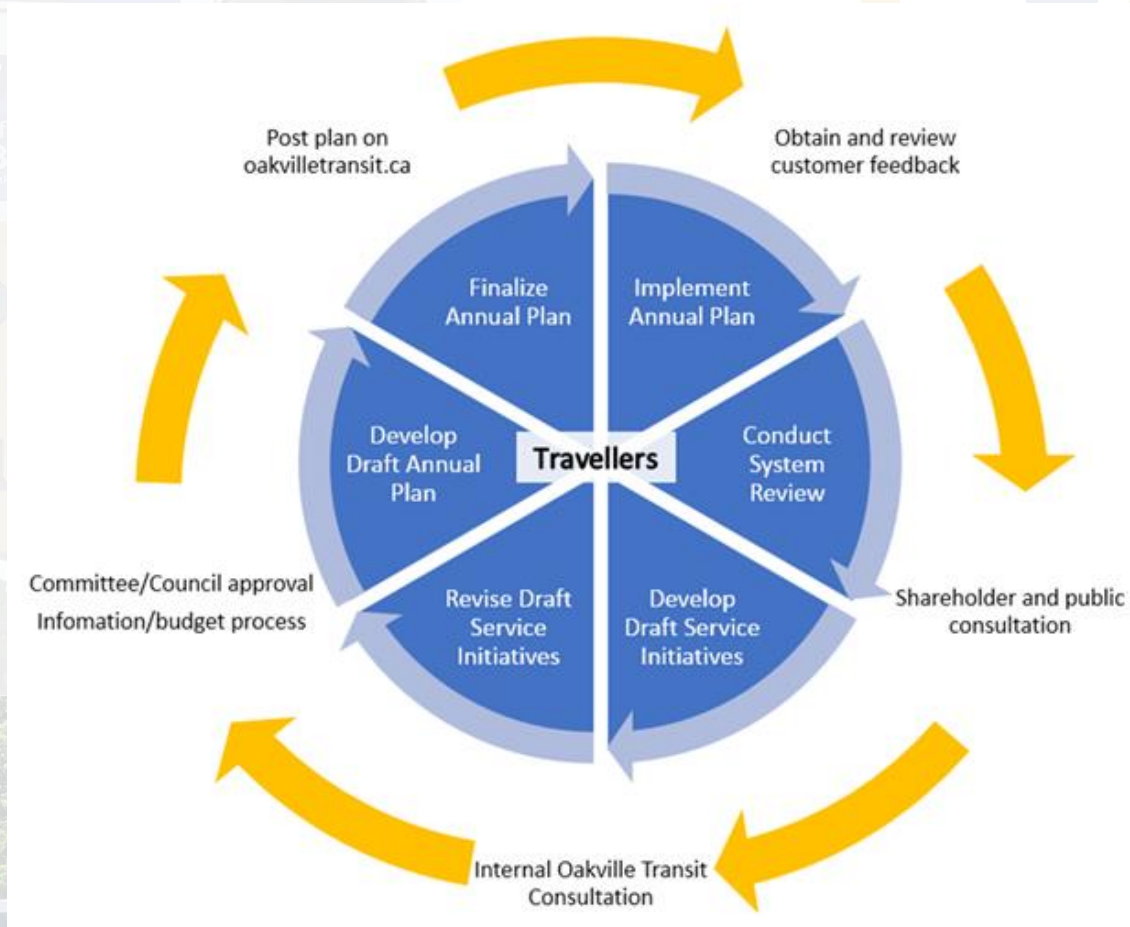 Post plan on
oakvilletransit.ca
Obtain and review
customer feedback
Finalize
Annual Plan
Implement
Annual Plan
Develop
Draft Annual
Plan
Travellers
Conduct
System
Review
Committee/Council approval
Infomation/budget process
Revise Draft
Service
Initiatives
Develop
Draft Service
Initiatives
Shareholder and public
consultation
Internal Oakville Transit
Consultation